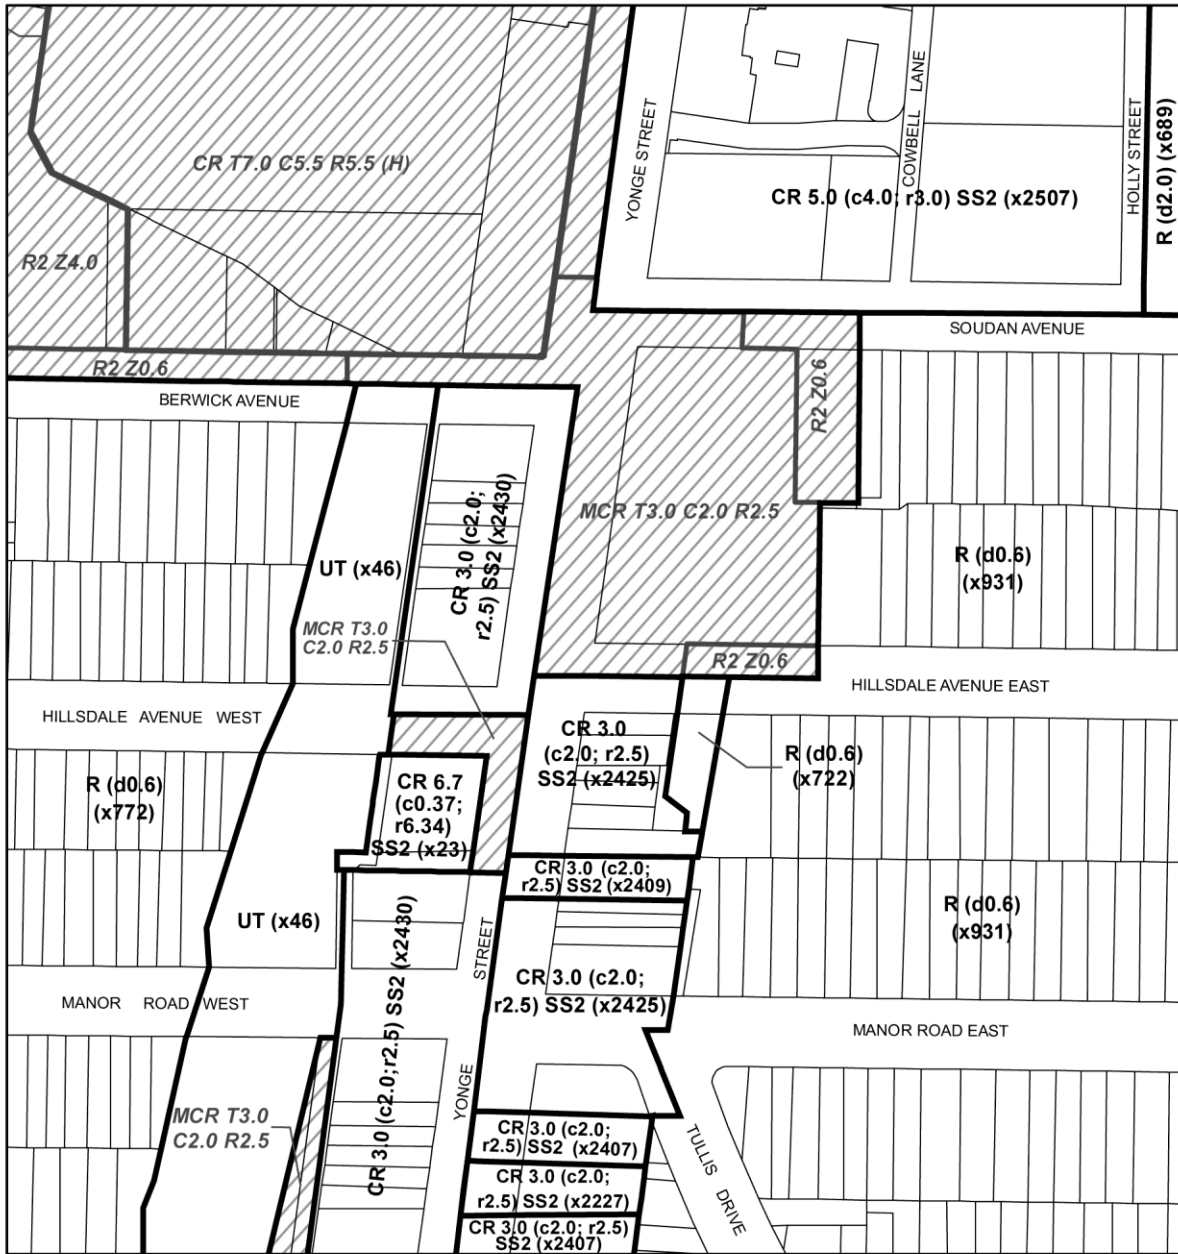 CR T7.0 C5.5 R5.5 (H)
YONGE STREET
COWBELL LANE
HOLLY STREET
R (d2.0) (x689)
CR 5.0 (c4.0; r3.0) SS2 (x2507)
R2 Z4.0
SOUDAN AVENUE
R2 Z0.6
BERWICK AVENUE
R2 Z0.6
CR 3.0 (c2.0;
r2.5) SS2 (x2430)
MCR T3.0 C2.0 R2.5
UT (x46)
R (d0.6)
(x931)
MCR T3.0
C2.0 R2.5
R2 Z0.6
HILLSDALE AVENUE EAST
HILLSDALE AVENUE WEST
CR 3.0
(c2.0; r2.5)
SS2 (x2425)
R (d0.6)
(x722)
R (d0.6)
(x772)
CR 6.7
(c0.37;
r6.34)
SS2 (x23)
CR 3.0 (c2.0;
r2.5) SS2 (x2409)
UT (x46)
R (d0.6)
(x931)
YONGE STREET
CR 3.0 (c2.0; r2.5) SS2 (x2430)
CR 3.0 (c2.0;
r2.5) SS2 (x2425)
MANOR ROAD WEST
MANOR ROAD EAST
MCR T3.0
C2.0 R2.5
CR 3.0 (c2.0;
r2.5) SS2 (x2407)
TULLIS DRIVE
CR 3.0 (c2.0;
r2.5) SS2 (x2227)
CR 3.0 (c2.0; r2.5)
SS2 (x2407)